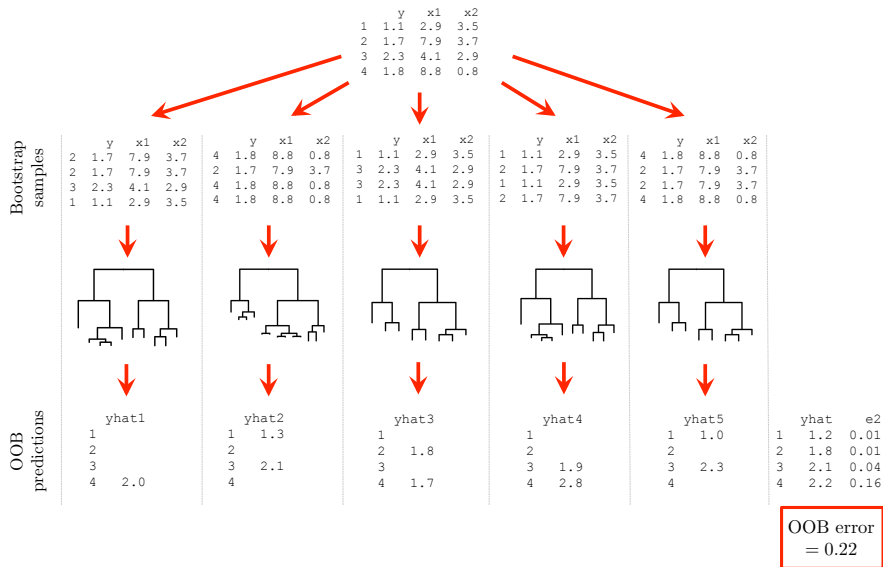 y x1 x2
1 1.1 2.9 3.5
2 1.7 7.9 3.7
3 2.3 4.1 2.9
4 1.8 8.8 0.8
Bootstrap
samples
y x1 x2
2 1.7 7.9 3.7
2 1.7 7.9 3.7
3 2.3 4.1 2.9
1 1.1 2.9 3.5
y x1 x2
4 1.8 8.8 0.8
2 1.7 7.9 3.7
4 1.8 8.8 0.8
4 1.8 8.8 0.8
y x1 x2
1 1.1 2.9 3.5
3 2.3 4.1 2.9
3 2.3 4.1 2.9
1 1.1 2.9 3.5
y x1 x2
1 1.1 2.9 3.5
2 1.7 7.9 3.7
1 1.1 2.9 3.5
2 1.7 7.9 3.7
y x1 x2
4 1.8 8.8 0.8
2 1.7 7.9 3.7
2 1.7 7.9 3.7
4 1.8 8.8 0.8
OOB
predictions
yhat1
1
2
3
4 2.0
yhat2
1 1.3
2
3 2.1
4
yhat3
1
2 1.8
3
4 1.7
yhat4
1
2
3 1.9
4 2.8
yhat5
1 1.0
2
3 2.3
4
yhat e2
1 1.2 0.01
2 1.8 0.01
3 2.1 0.04
4 2.2 0.16
OOB error
= 0.22